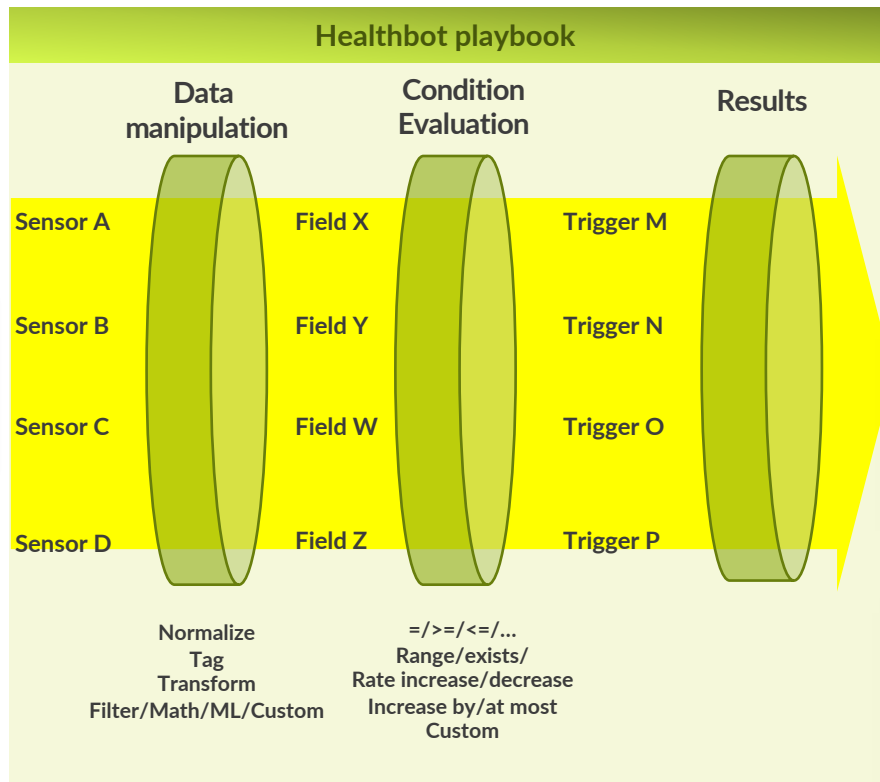 Healthbot playbook
Data
manipulation
Condition
Evaluation
Results
Sensor A
Field X
Trigger M
Sensor B
Field Y
Trigger N
Sensor C
Field W
Trigger O
Sensor D
Field Z
Trigger P
Normalize
Tag
Transform
Filter/Math/ML/Custom
=/>=/<=/...
Range/exists/
Rate increase/decrease
Increase by/at most
Custom